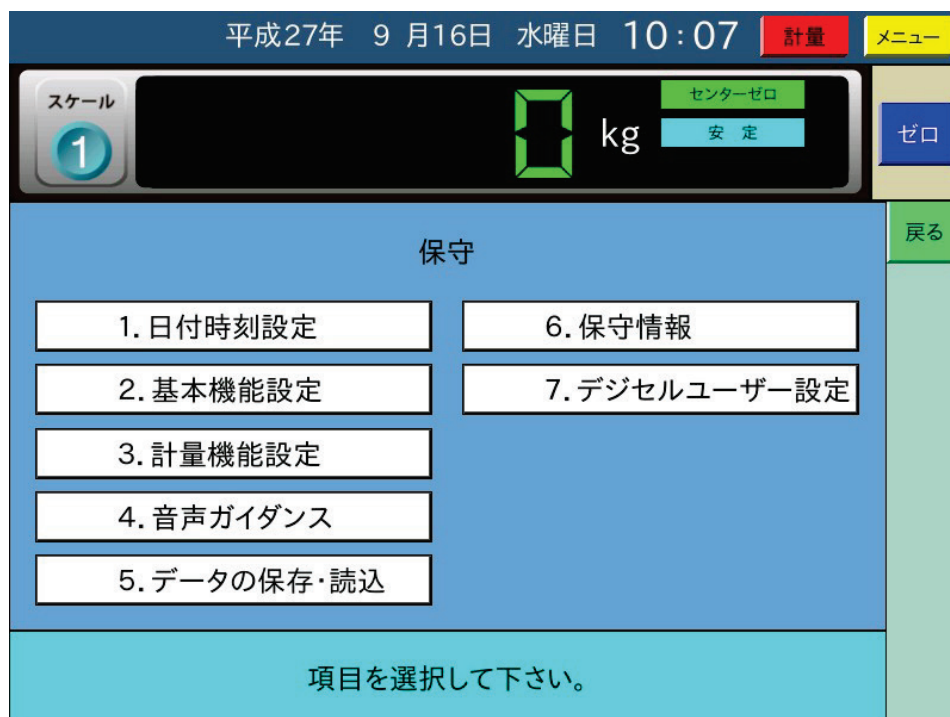 平成27年 9月16日 水曜日 10:07 計量 メニュー
スケール
1
0 kg
センターゼロ
安 定
ゼロ
戻る
保守
1.日付時刻設定
2.基本機能設定
3.計量機能設定
4.音声ガイダンス
5.データの保存・読込
6.保守情報
7.デジセルユーザー設定
項目を選択して下さい。